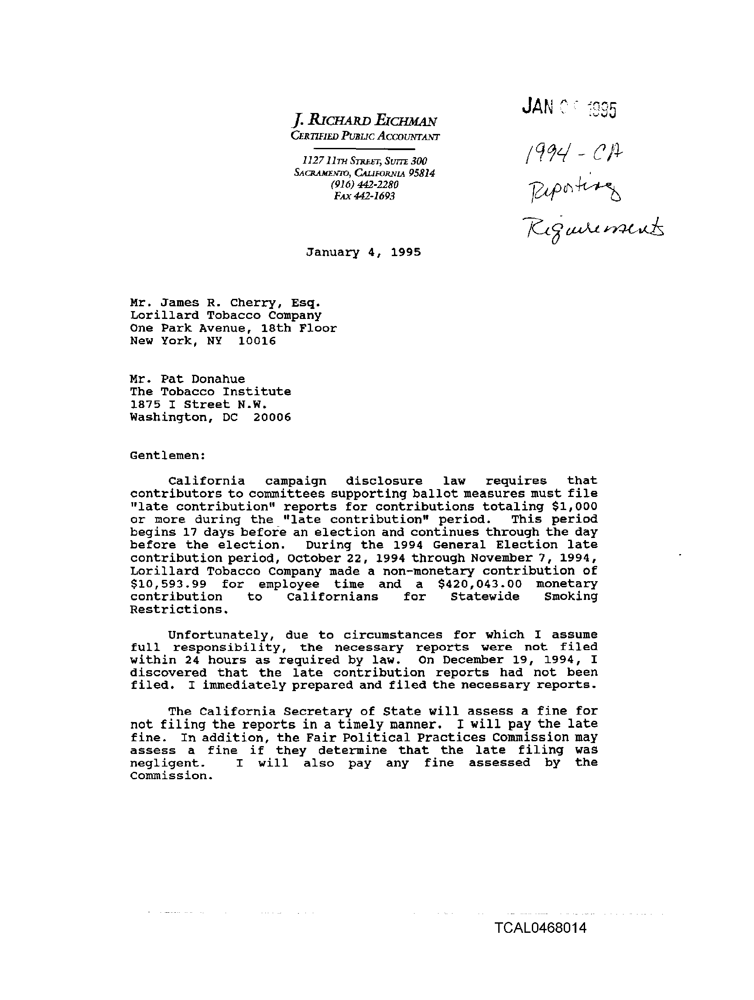 J. RICHARD EICHMAN
CERTIFIED PUBLIC ACCOUNTANT
1127 11TH STREET, SUITE 300
SACRAMENTO, CALIFORNIA 95814
(916) 442-2280
FAX 442-1693
JAN 1995
1994 - CA
Reporting
Requirements
January 4, 1995
Mr. James R. Cherry, Esq.
Lorillard Tobacco Company
One Park Avenue, 18th Floor
New York, NY 10016
Mr. Pat Donahue
The Tobacco Institute
1875 I Street N.W.
Washington, DC 20006
Gentlemen:
California campaign disclosure law requires that
contributors to committees supporting ballot measures must file
"late contribution" reports for contributions totaling $1,000
or more during the "late contribution" period. This period
begins 17 days before an election and continues through the day
before the election. During the 1994 General Election late
contribution period, October 22, 1994 through November 7, 1994,
Lorillard Tobacco Company made a non-monetary contribution of
$10,593.99 for employee time and a $420,043.00 monetary
contribution to Californians for Statewide Smoking
Restrictions.
Unfortunately, due to circumstances for which I assume
full responsibility, the necessary reports were not filed
within 24 hours as required by law. On December 19, 1994, I
discovered that the late contribution reports had not been
filed. I immediately prepared and filed the necessary reports.
The California Secretary of State will assess a fine for
not filing the reports in a timely manner. I will pay the late
fine. In addition, the Fair Political Practices Commission may
assess a fine if they determine that the late filing was
negligent. I will also pay any fine assessed by the
Commission.
TCAL0468014